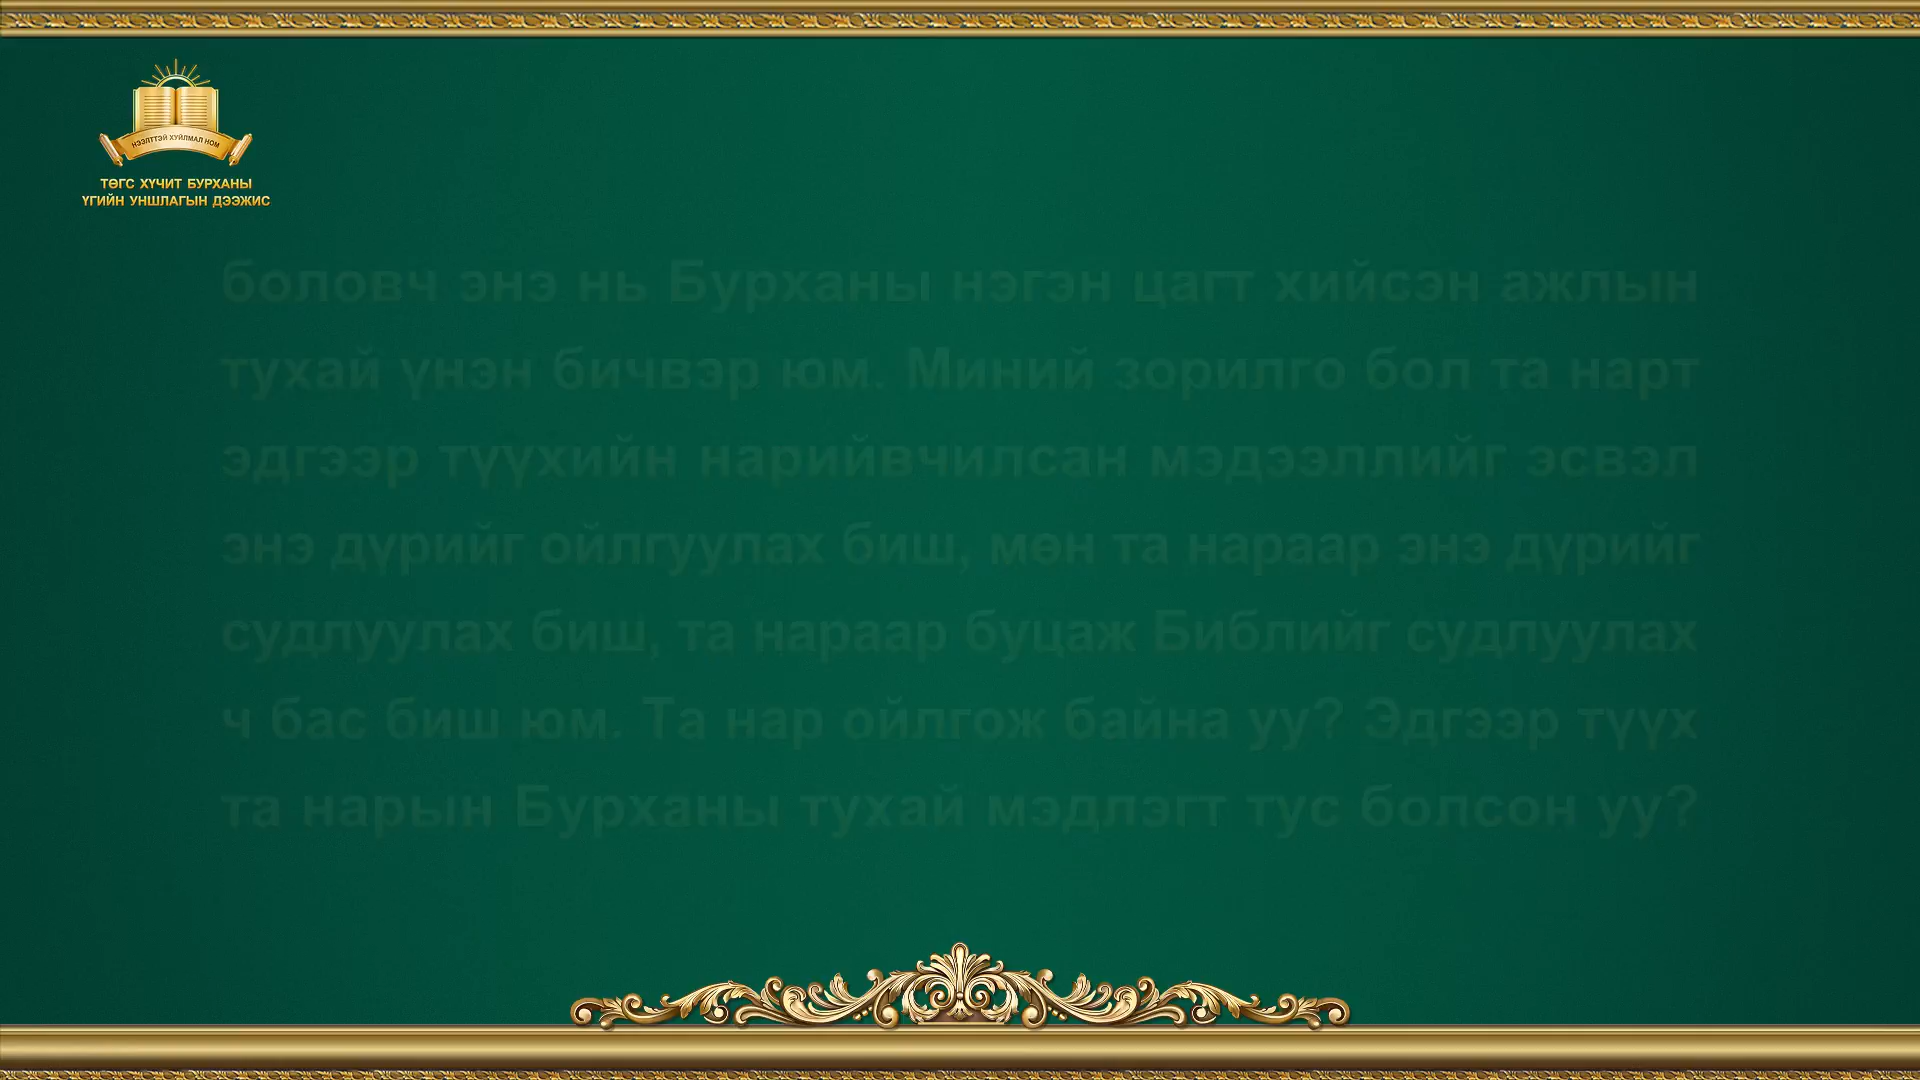 НЭЭЛТТЭЙ ХУЙЛМАЛ НОМ
ТӨГС ХҮЧИТ БУРХАНЫ
ҮГИЙН УНШЛАГЫН ДЭЭЖИС
боловч энэ нь Бурханы нэгэн цагт хийсэн ажлын
тухай үнэн бичвэр юм. Миний зорилго бол та нарт
эдгээр түүхийн нарийвчилсан мэдээллийг эсвэл
энэ дүрийг ойлгуулах биш, мөн та нараар энэ дүрийг
судлуулах биш, та нараар буцаж Библийг судлуулах
ч бас биш юм. Та нар ойлгож байна уу? Эдгээр түүх
та нарын Бурханы тухай мэдлэгт тус болсон уу?